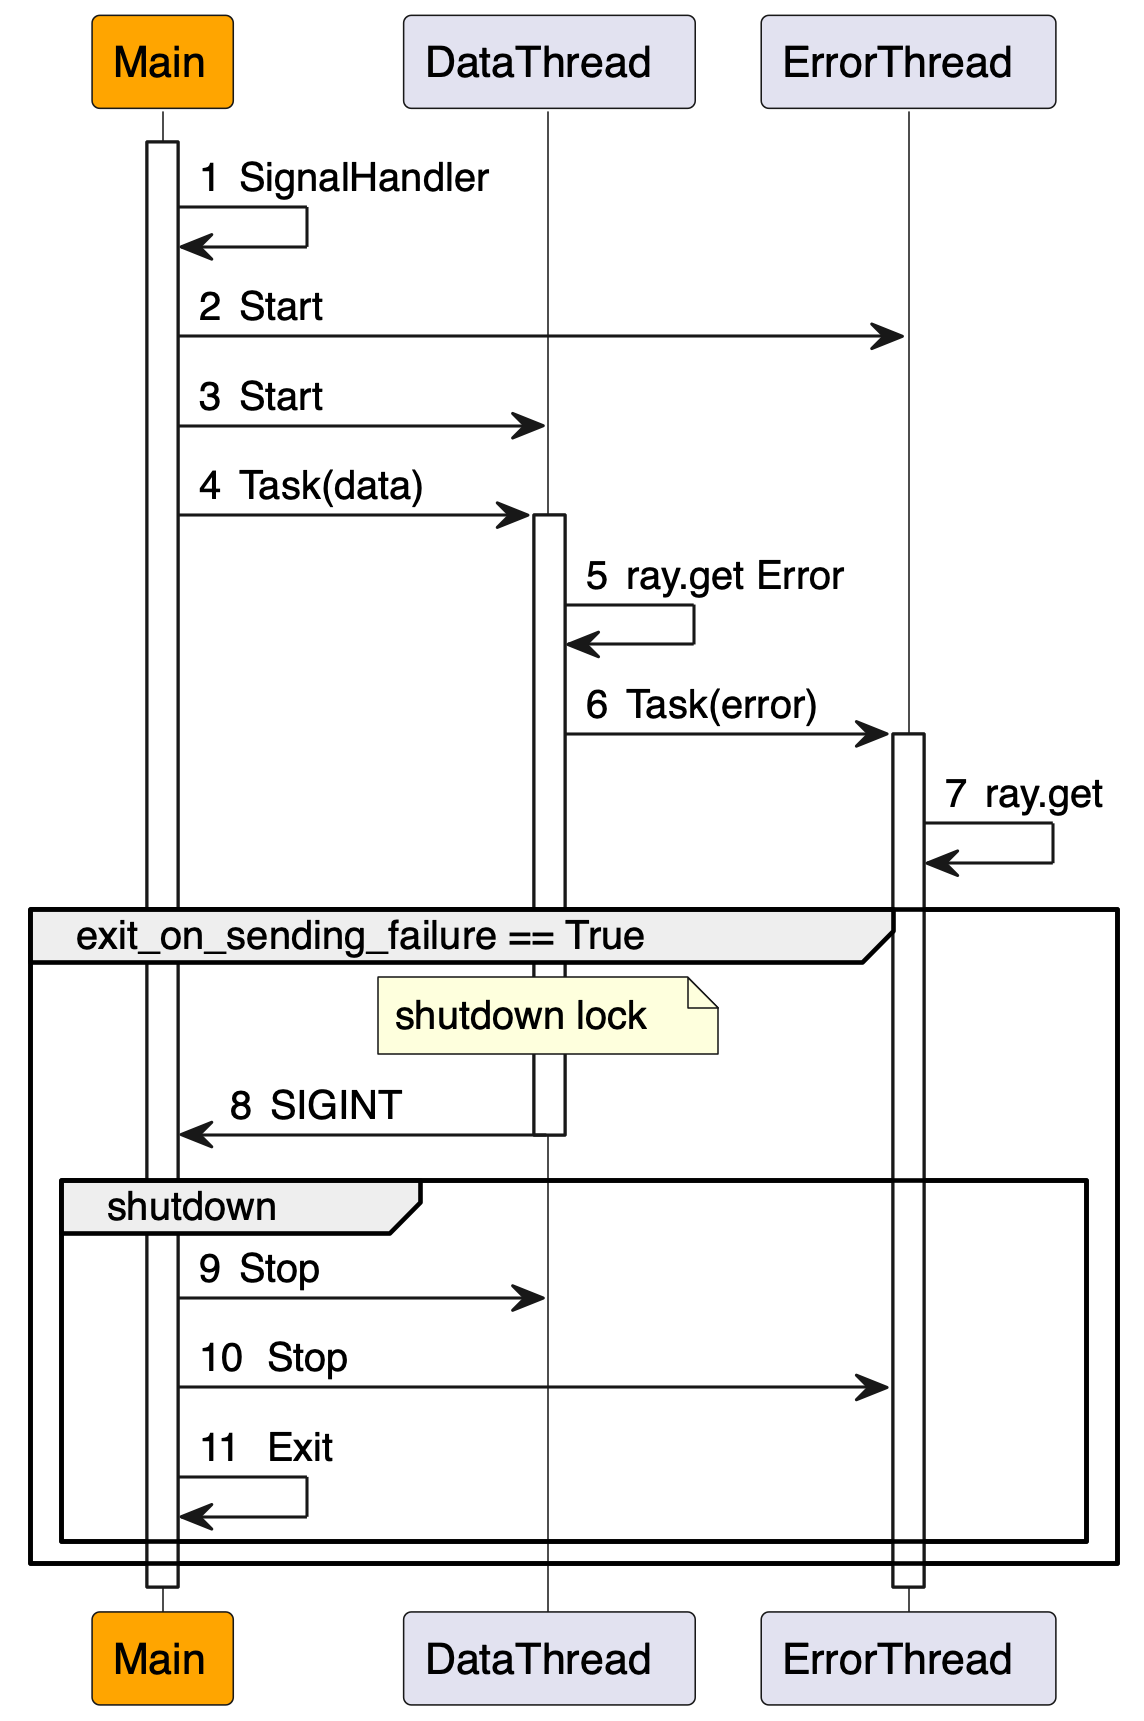 Main DataThread ErrorThread
1 SignalHandler
2 Start
3 Start
4 Task(data)
5 ray.get Error
6 Task(error)
7 ray.get
exit_on_sending_failure == True
shutdown lock
8 SIGINT
shutdown
9 Stop
10 Stop
11 Exit
Main DataThread ErrorThread